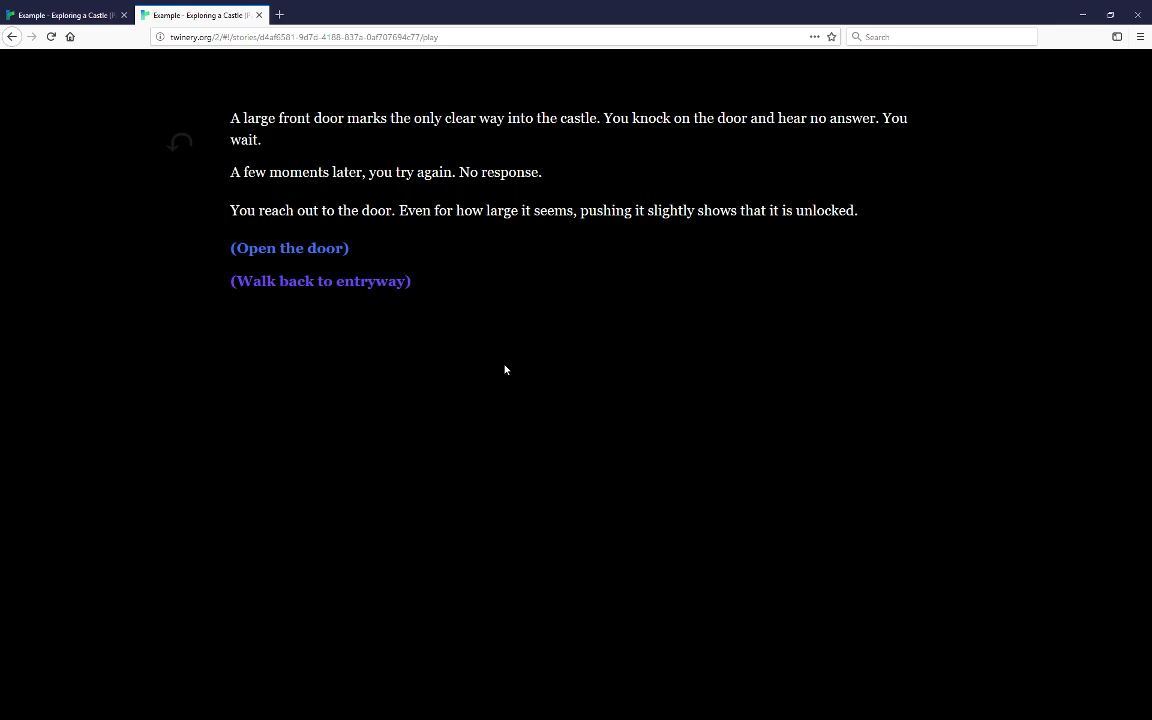 Example - Exploring a Castle (P
Example - Exploring a Castle (P
twinery.org/2/#!/stories/d4af6581-9d7d-4188-837a-0af707694c77/play
Search
A large front door marks the only clear way into the castle. You knock on the door and hear no answer. You
wait.
A few moments later, you try again. No response.
You reach out to the door. Even for how large it seems, pushing it slightly shows that it is unlocked.
(Open the door)
(Walk back to entryway)